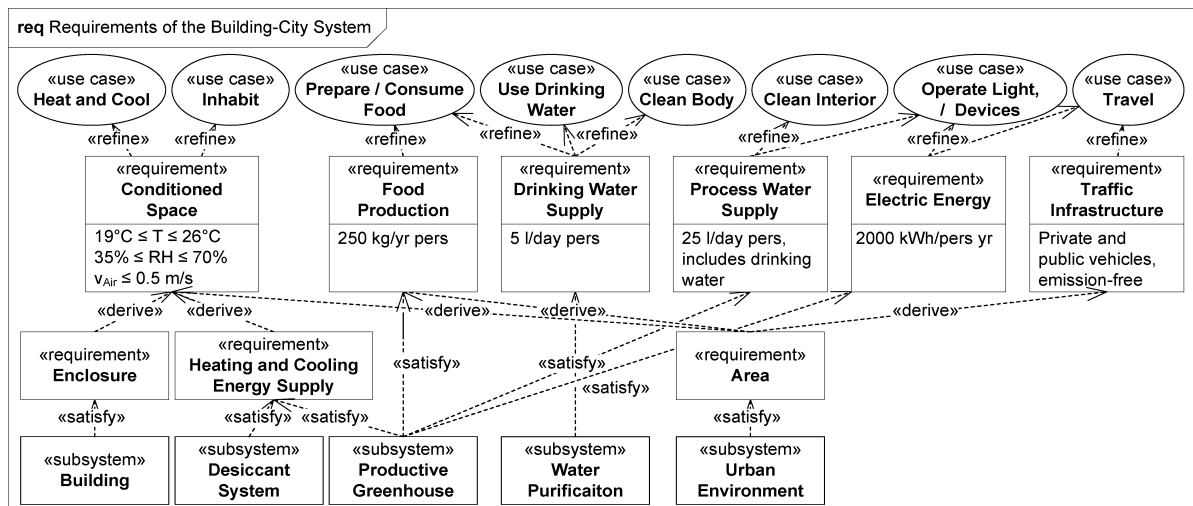 req Requirements of the Building-City System
«use case»
Heat and Cool
«use case»
Inhabit
«use case»
Prepare / Consume
Food
«use case»
Use Drinking
Water
«use case»
Clean Body
«use case»
Clean Interior
«use case»
Operate Light,
/ Devices
«use case»
Travel
«refine»
«refine»
«refine»
«refine»
«refine»
«refine»
«refine»
«refine»
«requirement»
Conditioned
Space
19°C ≤ T ≤ 26°C
35% ≤ RH ≤ 70%
vAir ≤ 0.5 m/s
«requirement»
Food
Production
250 kg/yr pers
«requirement»
Drinking Water
Supply
5 l/day pers
«requirement»
Process Water
Supply
25 l/day pers,
includes drinking
water
«requirement»
Electric Energy
2000 kWh/pers yr
«requirement»
Traffic
Infrastructure
Private and
public vehicles,
emission-free
«derive»
«derive»
«derive»
«derive»
«requirement»
Enclosure
«requirement»
Heating and Cooling
Energy Supply
«satisfy»
«satisfy»
«satisfy»
«requirement»
Area
«satisfy»
«satisfy»
«satisfy»
«satisfy»
«subsystem»
Building
«subsystem»
Desiccant
System
«subsystem»
Productive
Greenhouse
«subsystem»
Water
Purificaiton
«subsystem»
Urban
Environment